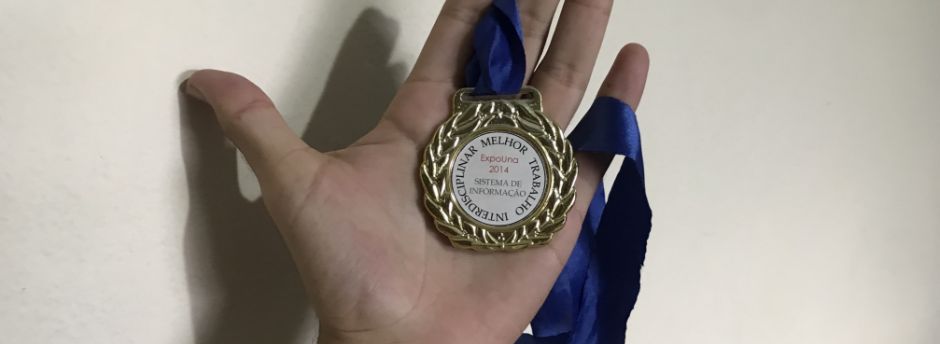 MELHOR TRABALHO INTERDISCIPLINAR
ExpoUna
2014
SISTEMA DE
INFORMAÇÃO